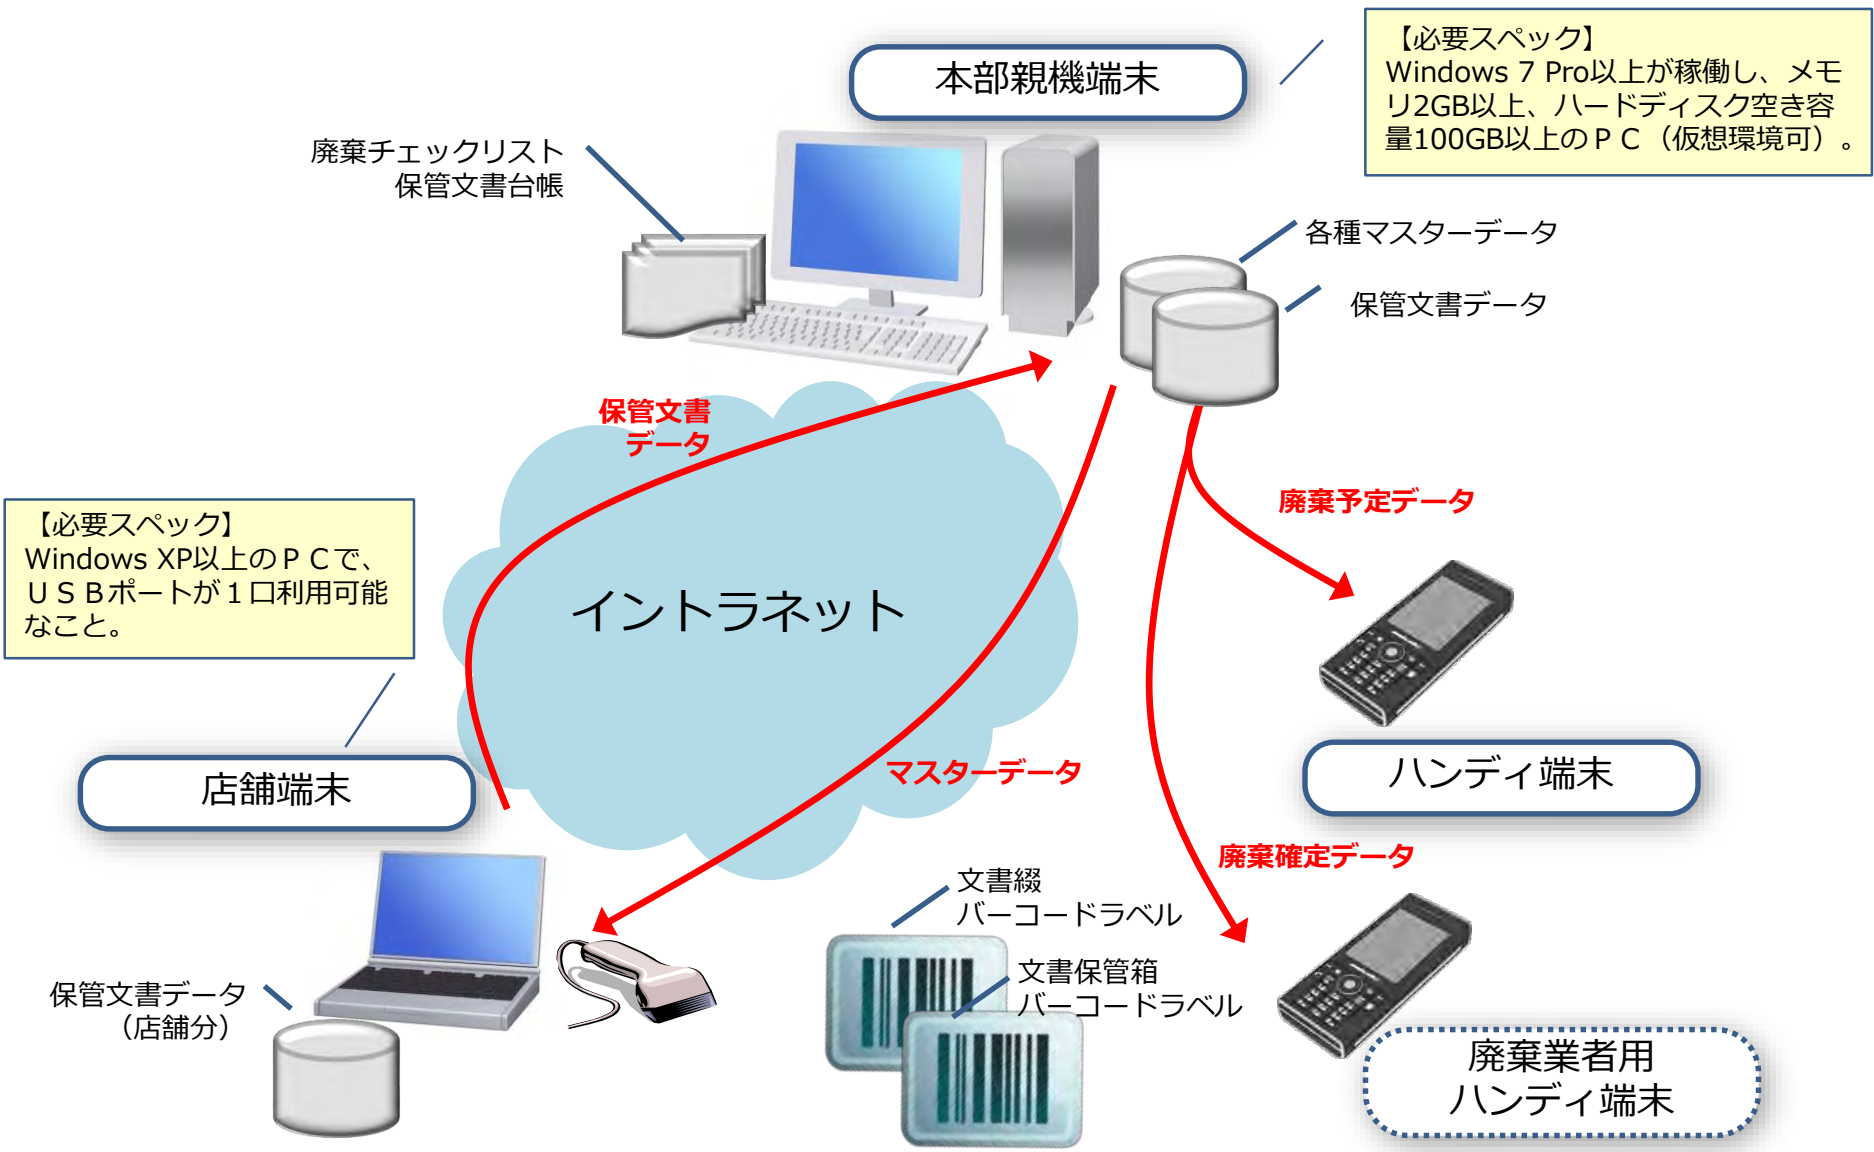 本部親機端末
【必要スペック】
Windows 7 Pro以上が稼働し、メモ
リ2GB以上、ハードディスク空き容
量100GB以上のＰＣ（仮想環境可）。
廃棄チェックリスト
保管文書台帳
各種マスターデータ
保管文書データ
保管文書
データ
廃棄予定データ
【必要スペック】
Windows XP以上のＰＣで、
ＵＳＢポートが１口利用可能
なこと。
イントラネット
店舗端末
マスターデータ
ハンディ端末
廃棄確定データ
文書綴
バーコードラベル
文書保管箱
バーコードラベル
保管文書データ
（店舗分）
廃棄業者用
ハンディ端末